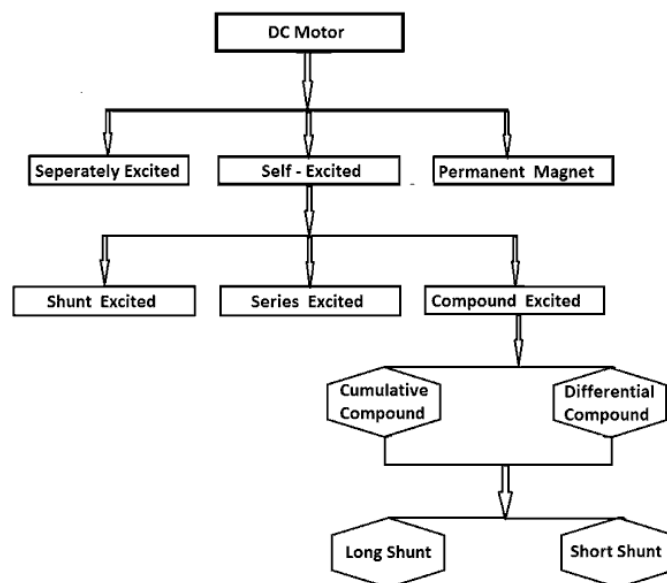 DC Motor
Seperately Excited
Self - Excited
Permanent Magnet
Shunt Excited
Series Excited
Compound Excited
Cumulative
Compound
Differential
Compound
Long Shunt
Short Shunt